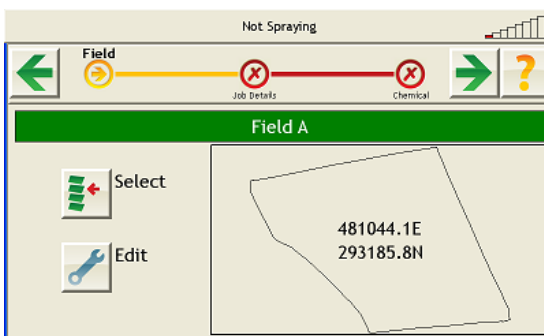 Not Spraying
Field
Job Details
Chemical
?
Field A
Select
481044.1E
293185.8N
Edit